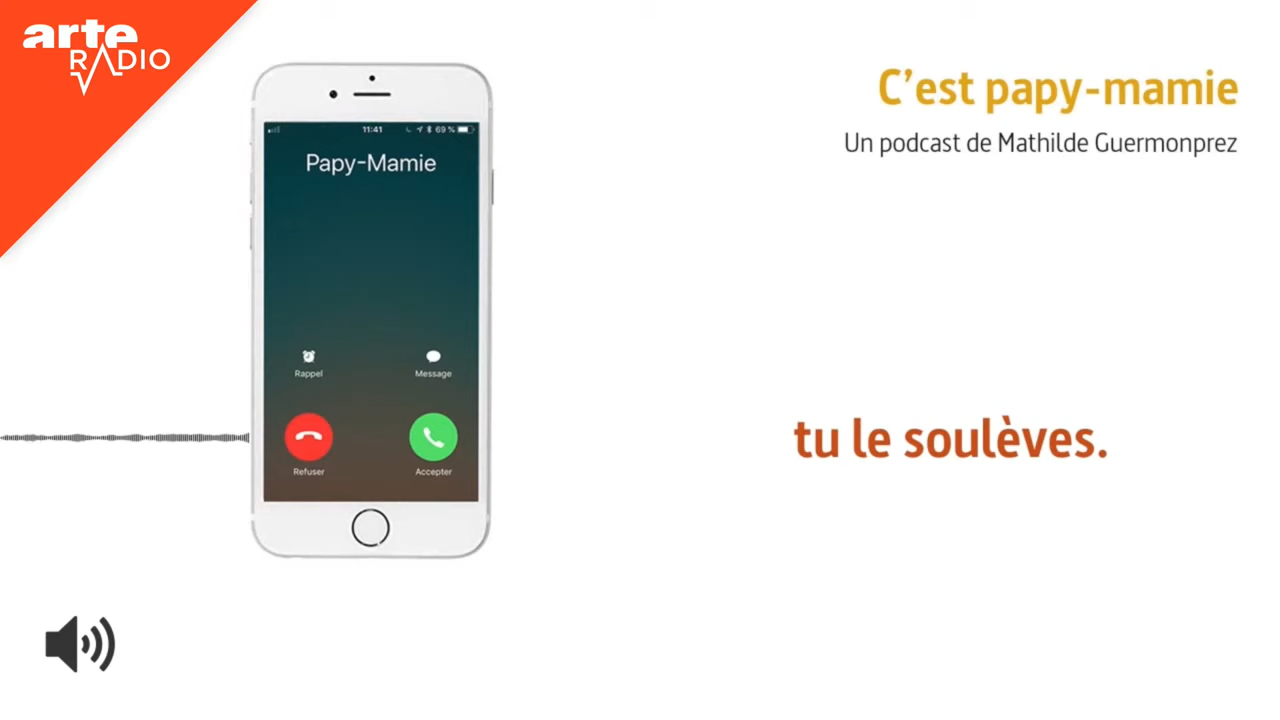 arte
RADIO
C'est papy-mamie
Un podcast de Mathilde Guermonprez
11:41
69 %
Papy-Mamie
Rappel
Message
Refuser
Accepter
tu le soulèves.